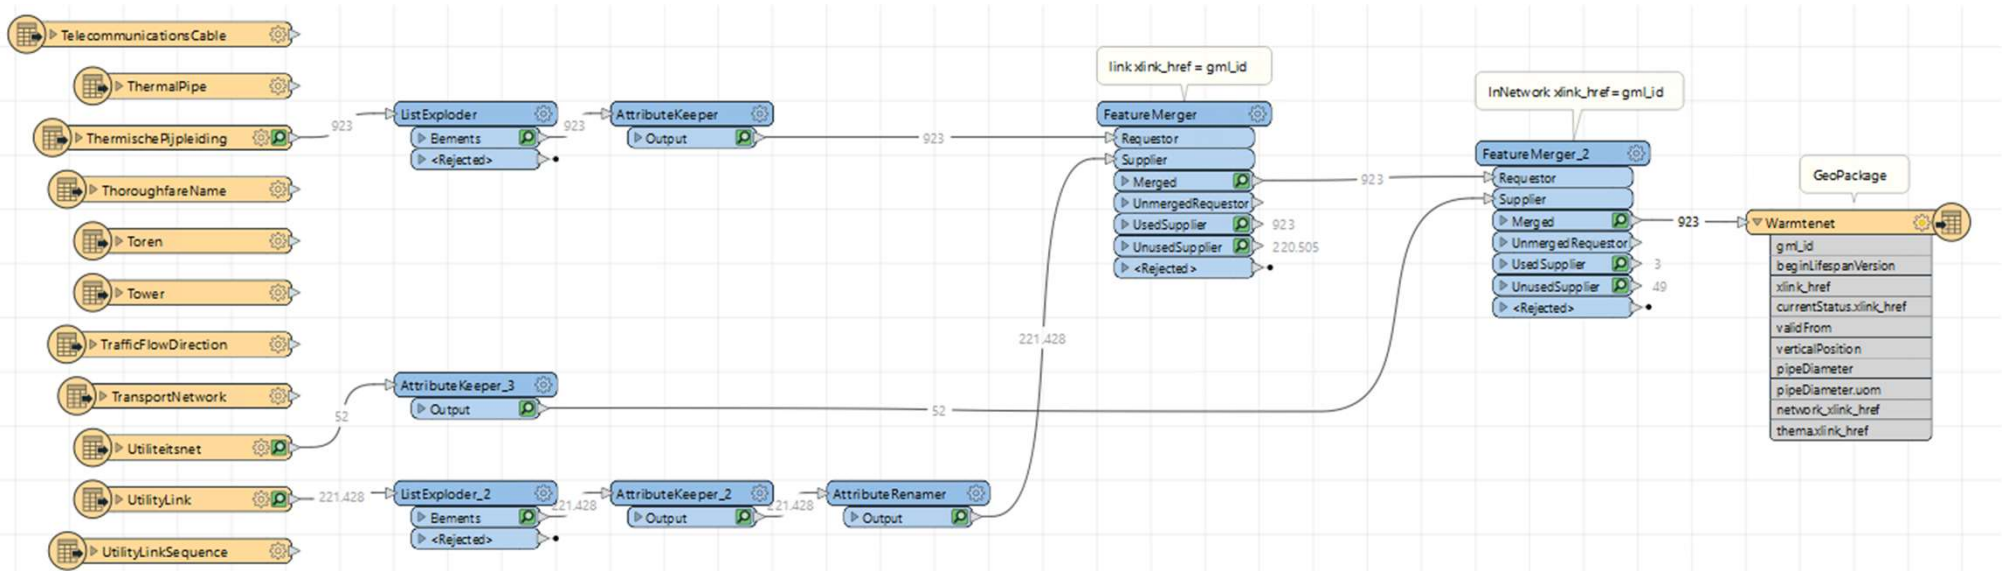 TelecommunicationsCable
ThermalPipe
ThermischePijpleiding
ThoroughfareName
Toren
Tower
TrafficFlowDirection
TransportNetwork
Utiliteitsnet
UtilityLink
UtilityLinkSequence
923
ListExploder
Elements
<Rejected>
923
AttributeKeeper
Output
923
52
AttributeKeeper_3
Output
52
221.428
ListExploder_2
Elements
<Rejected>
221.428
AttributeKeeper_2
Output
221.428
AttributeRenamer
Output
221.428
link xlink_href = gml_id
FeatureMerger
Requestor
Supplier
Merged
UnmergedRequestor
UsedSupplier
923
UnusedSupplier
220.505
<Rejected>
923
InNetwork xlink_href = gml_id
FeatureMerger_2
Requestor
Supplier
Merged
UnmergedRequestor
UsedSupplier
3
UnusedSupplier
49
<Rejected>
923
GeoPackage
Warmtenet
gml_id
beginLifespanVersion
xlink_href
currentStatus.xlink_href
validFrom
verticalPosition
pipeDiameter
pipeDiameter.uom
network_xlink_href
thema.xlink_href